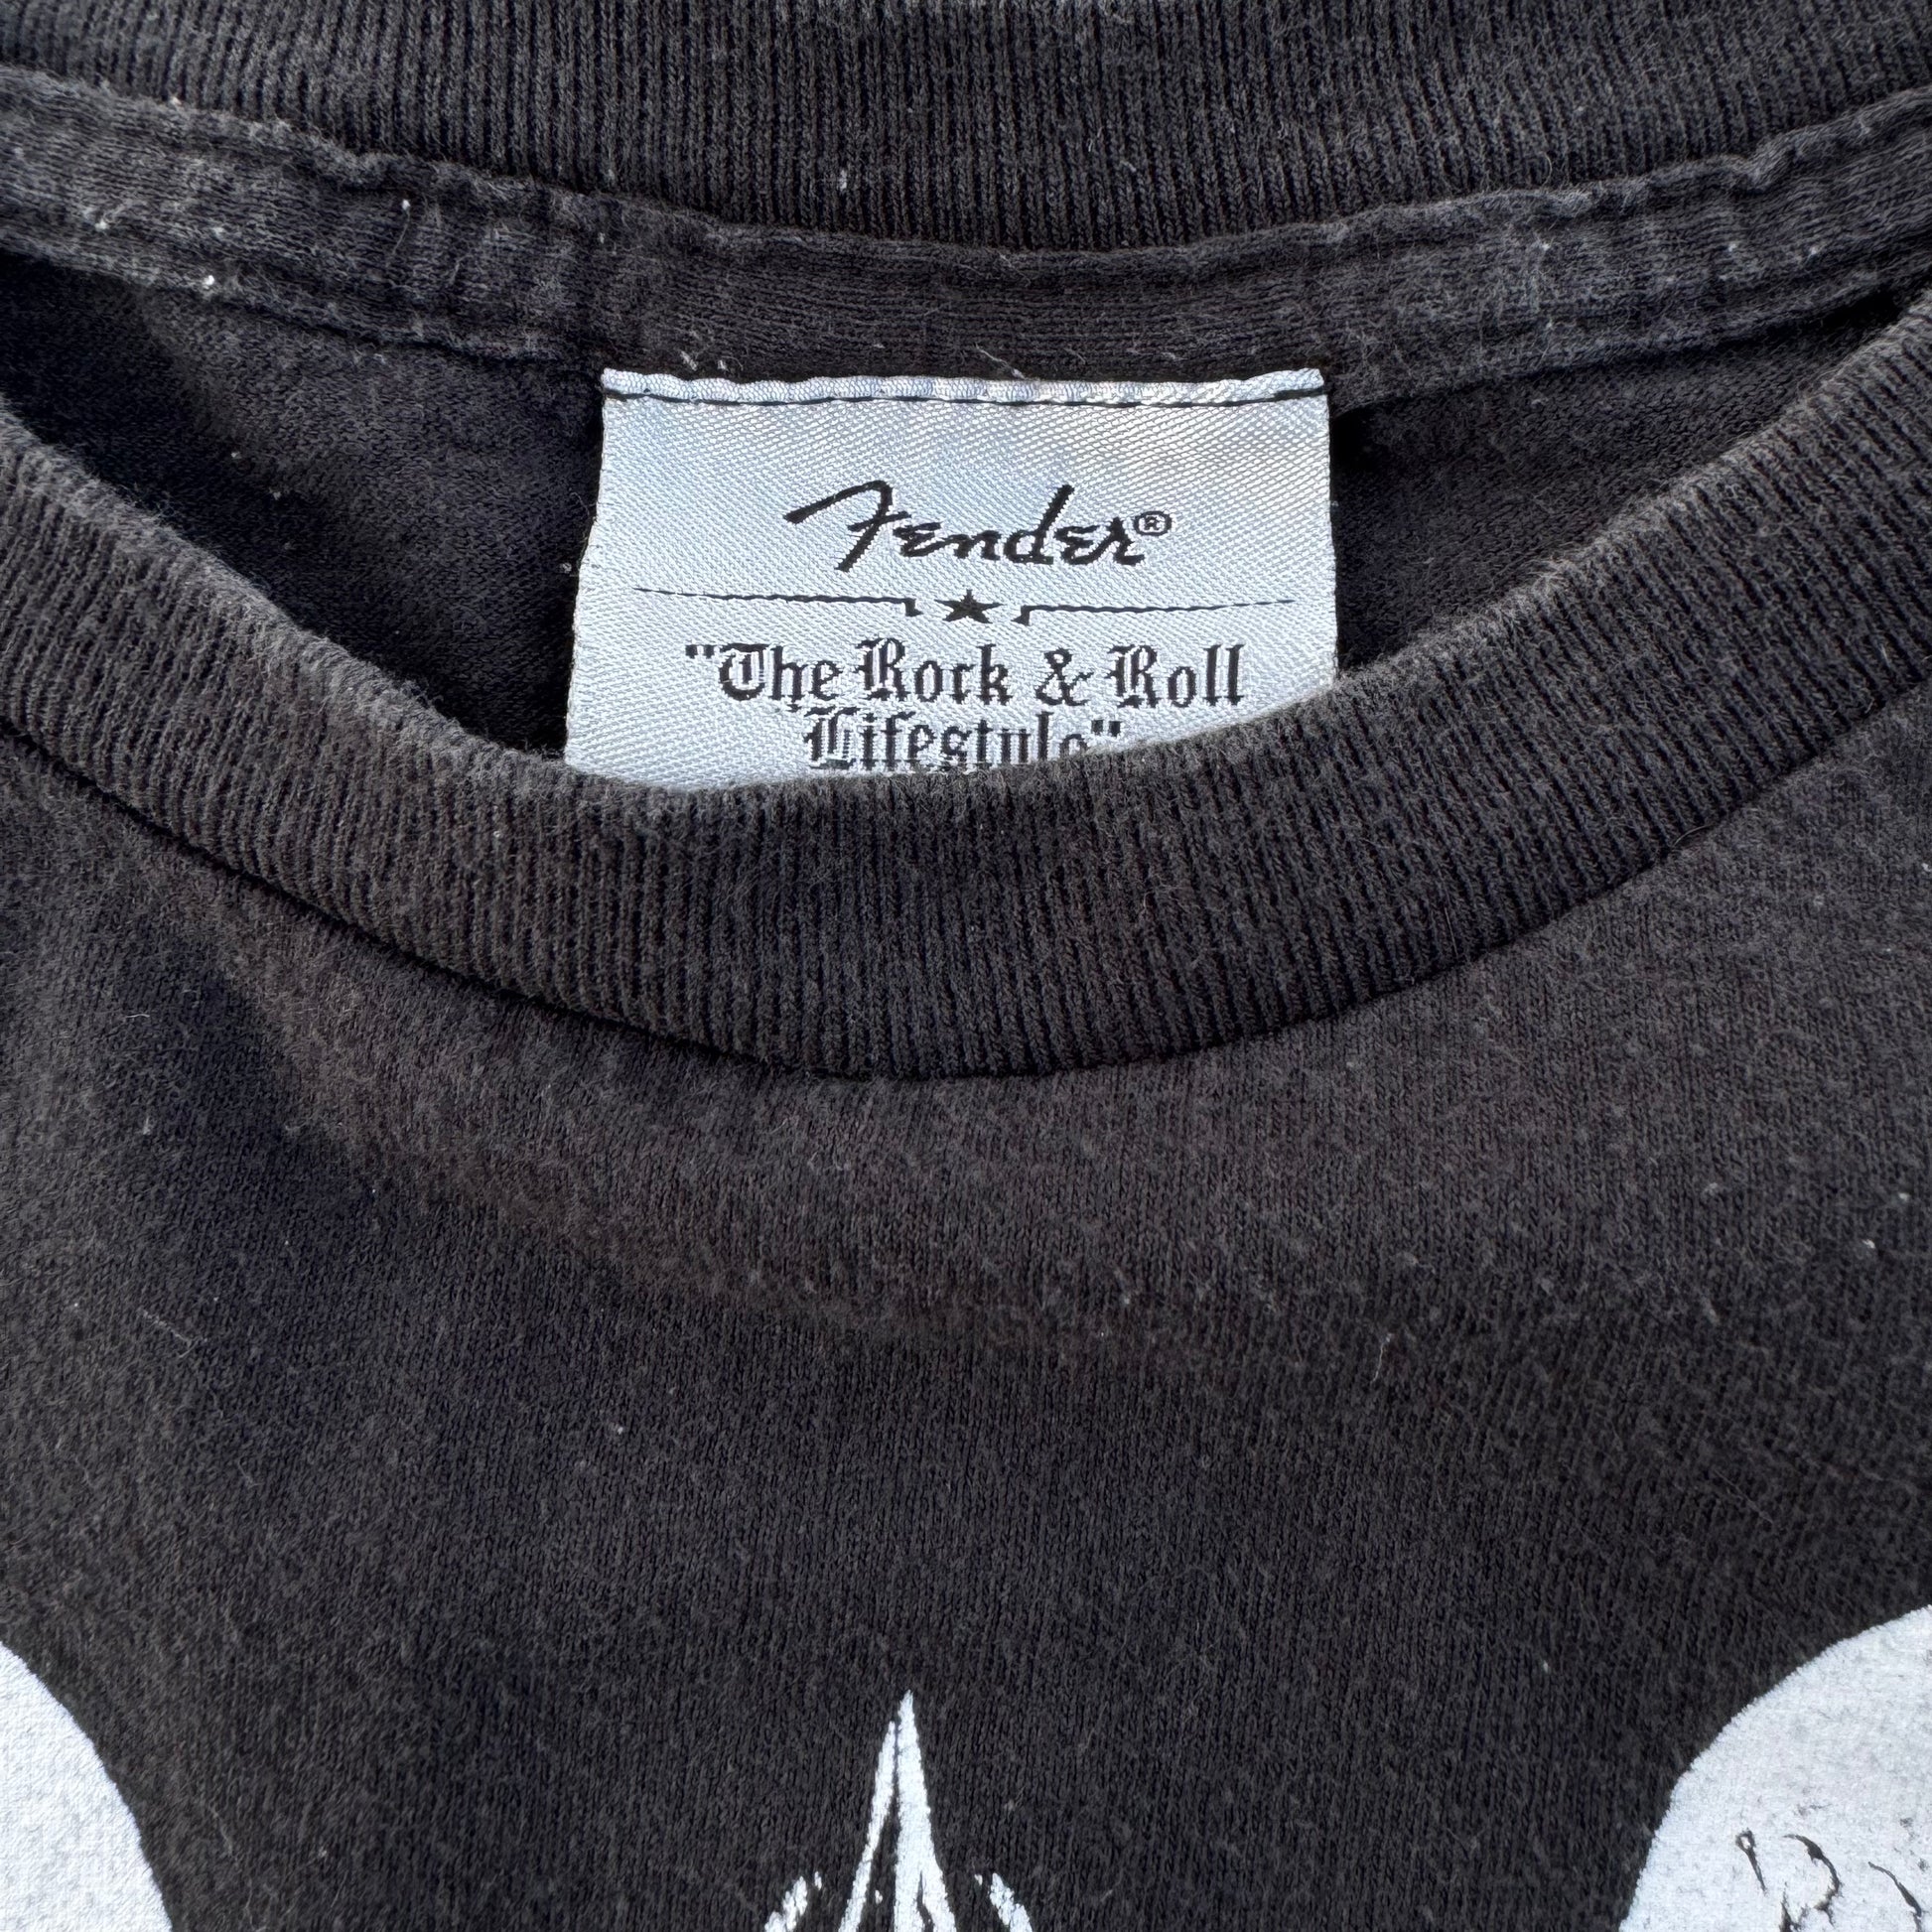 Fender®
"The Rock & Roll
Lifestyle"